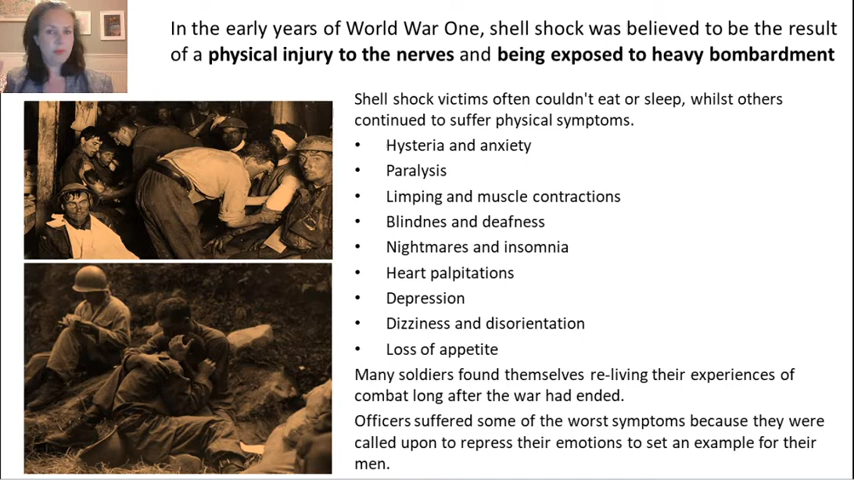 In the early years of World War One, shell shock was believed to be the result
of a physical injury to the nerves and being exposed to heavy bombardment
Shell shock victims often couldn't eat or sleep, whilst others
continued to suffer physical symptoms.
• Hysteria and anxiety
• Paralysis
• Limping and muscle contractions
• Blindnes and deafness
• Nightmares and insomnia
• Heart palpitations
• Depression
• Dizziness and disorientation
• Loss of appetite
Many soldiers found themselves re-living their experiences of
combat long after the war had ended.
Officers suffered some of the worst symptoms because they were
called upon to repress their emotions to set an example for their
men.